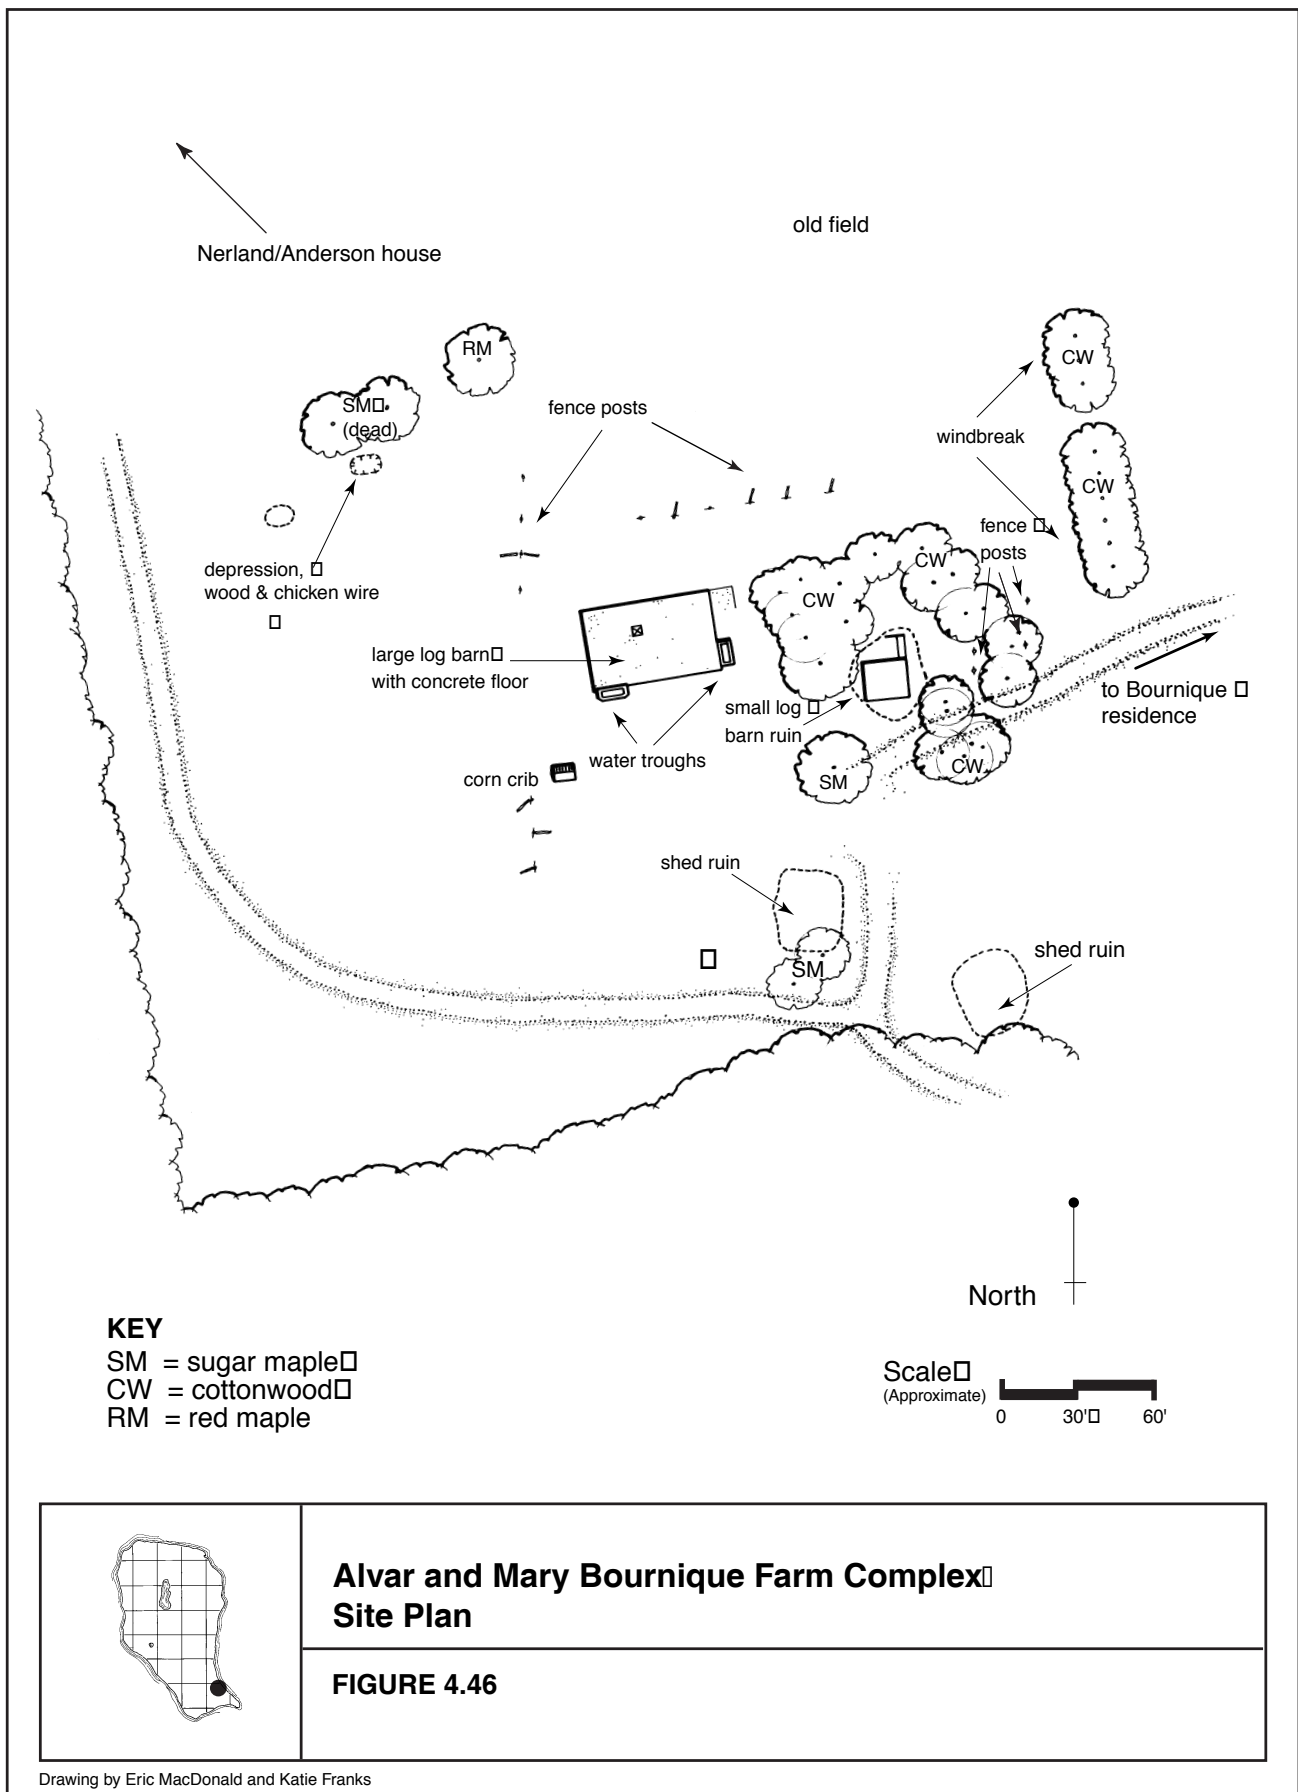 old field
Nerland/Anderson house
RM
CW
SM
(dead)
fence posts
windbreak
CW
fence
posts
CW
depression,
wood & chicken wire
CW
large log barn
with concrete floor
to Bournique
residence
small log
barn ruin
water troughs
CW
corn crib
SM
shed ruin
shed ruin
SM
North
KEY
SM = sugar maple
CW = cottonwood
RM = red maple
Scale
(Approximate)
0 30' 60'
Alvar and Mary Bournique Farm Complex
Site Plan
FIGURE 4.46
Drawing by Eric MacDonald and Katie Franks